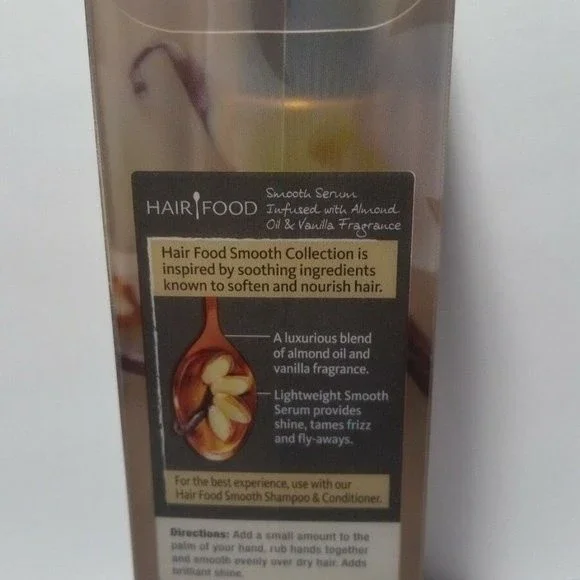 HAIR FOOD
Smooth Serum
Infused with Almond
Oil & Vanilla Fragrance
Hair Food Smooth Collection is
inspired by soothing ingredients
known to soften and nourish hair.
A luxurious blend
of almond oil and
vanilla fragrance.
Lightweight Smooth
Serum provides
shine, tames frizz
and fly-aways.
For the best experience, use with our
Hair Food Smooth Shampoo & Conditioner.
Directions: Add a small amount to the
palm of your hand, rub hands together
and smooth evenly over dry hair. Adds
brilliant shine.